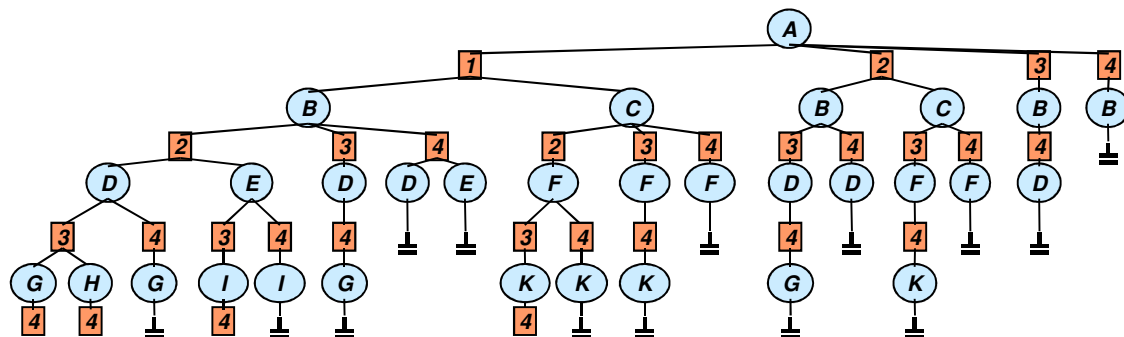 A
1 2 3 4
B C B C B B
2 3 4 2 3 4 3 4 3 4 4
D E D D E F F F D D F F D
3 4 3 4 4 3 4 4 4 4
G H G I I G K K K G K
4 4 4 4